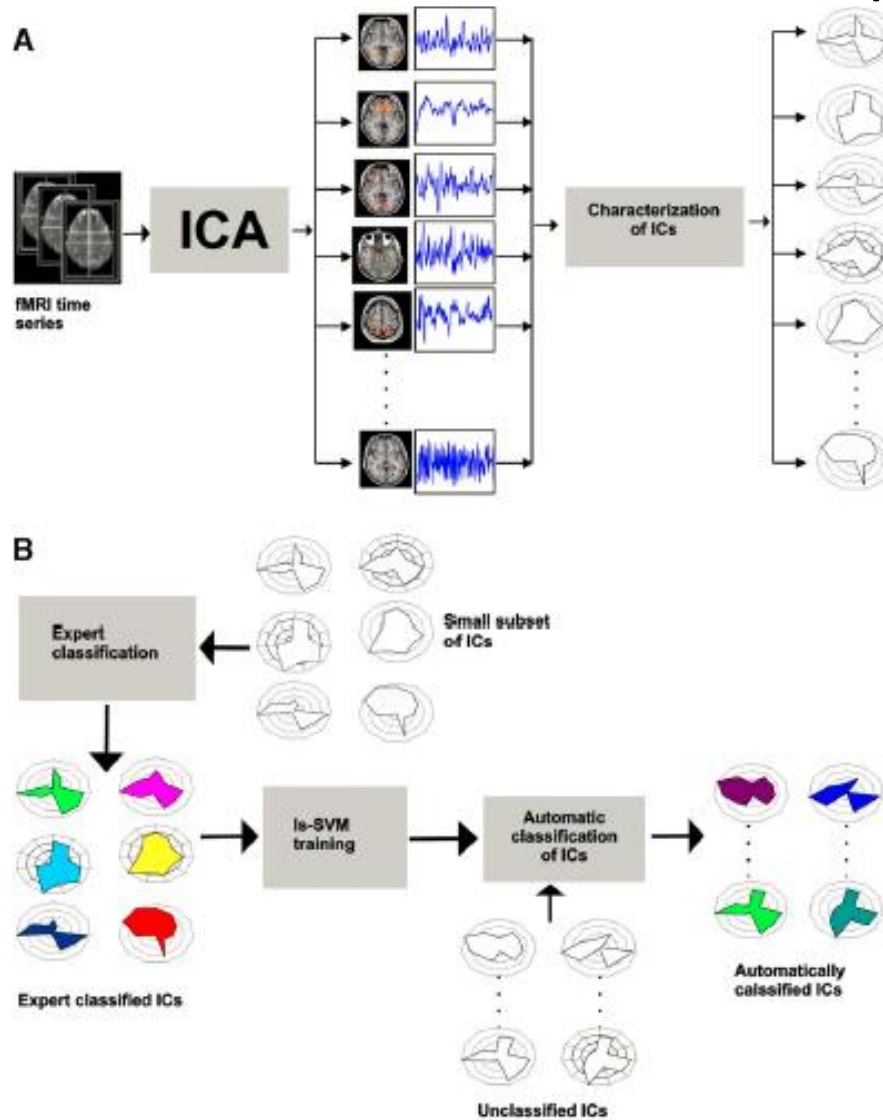 A
ICA
Characterization
of ICs
fMRI time
series
B
Expert
classification
Small subset
of ICs
ls-SVM
training
Automatic
classification
of ICs
Expert classified ICs
Automatically
calssified ICs
Unclassified ICs